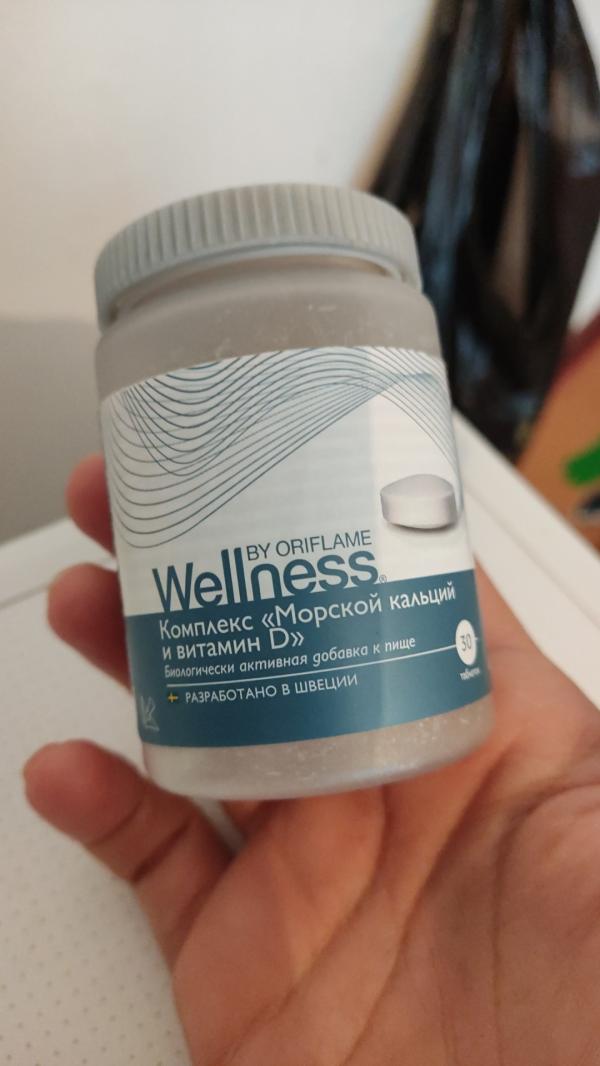 BY ORIFLAME
Wellness®
Комплекс «Морской кальций
и витамин D»
Биологически активная добавка к пище
30
таблеток
РАЗРАБОТАНО В ШВЕЦИИ